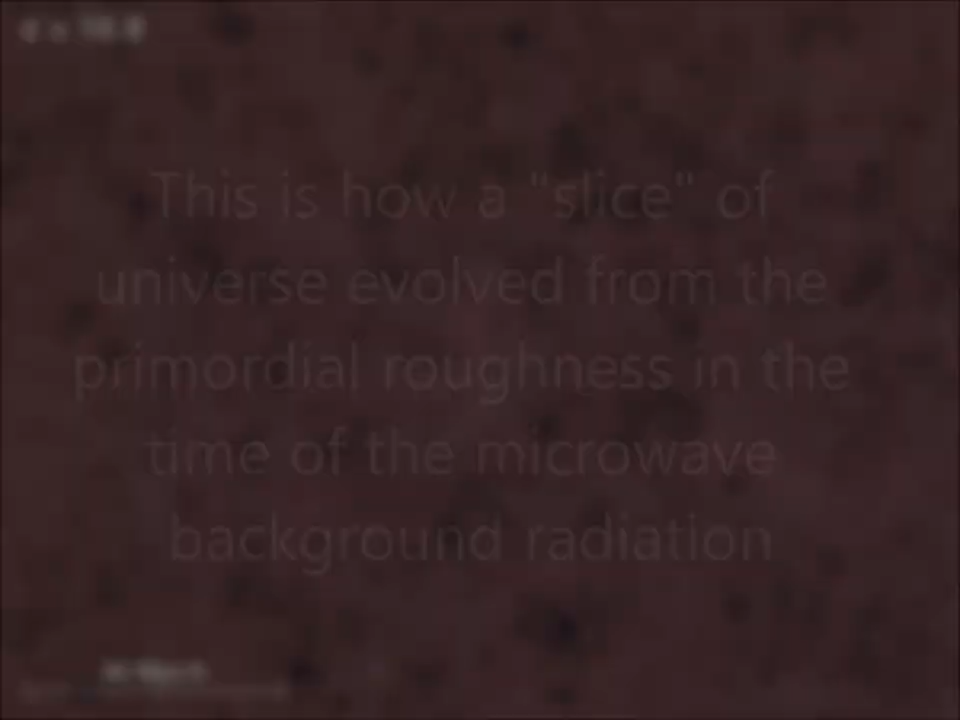 This is how a "slice" of
universe evolved from the
primordial roughness in the
time of the microwave
background radiation